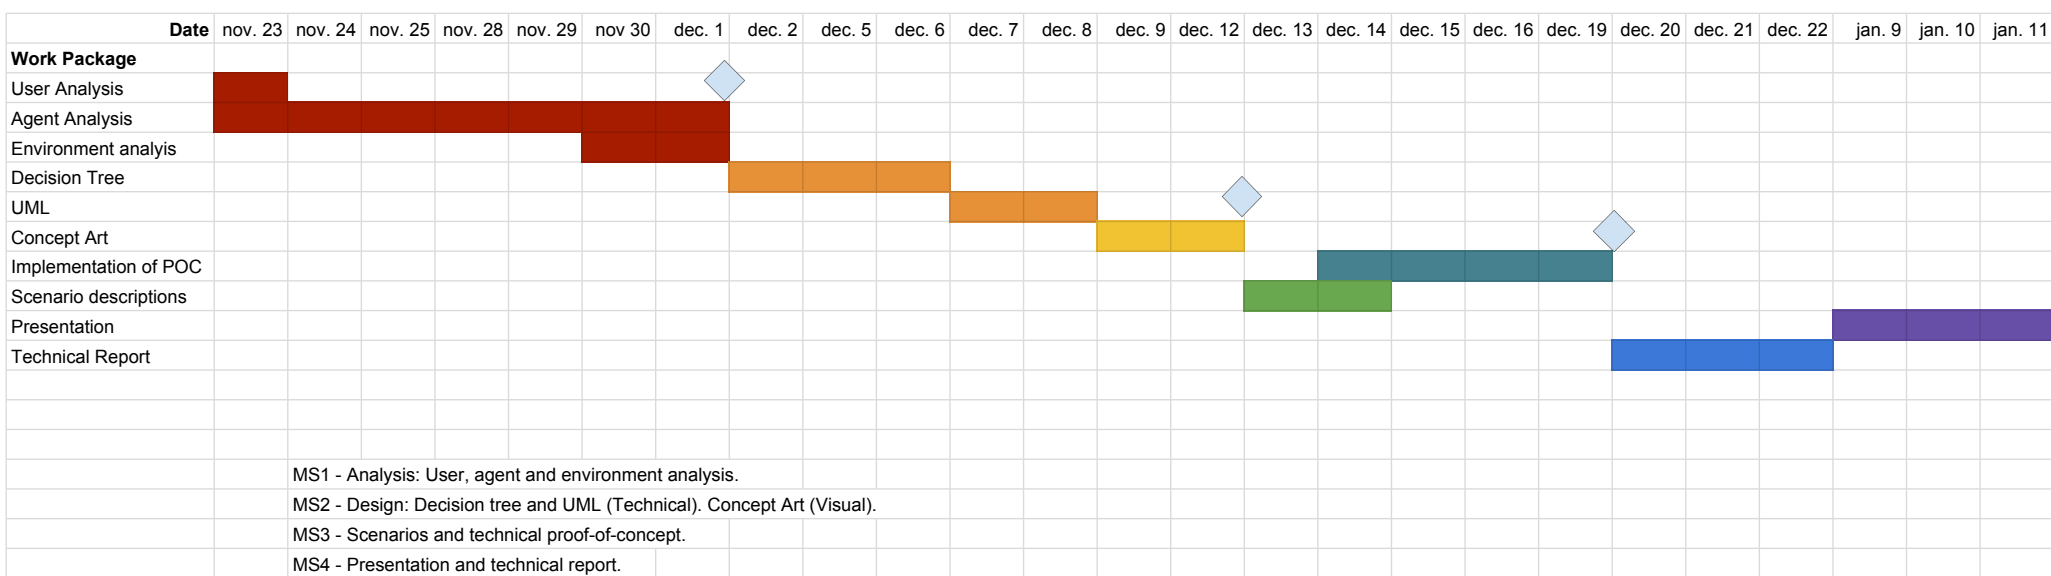 Date nov. 23 nov. 24 nov. 25 nov. 28 nov. 29 nov 30 dec. 1 dec. 2 dec. 5 dec. 6 dec. 7 dec. 8 dec. 9 dec. 12 dec. 13 dec. 14 dec. 15 dec. 16 dec. 19 dec. 20 dec. 21 dec. 22 jan. 9 jan. 10 jan. 11
Work Package
User Analysis
Agent Analysis
Environment analyis
Decision Tree
UML
Concept Art
Implementation of POC
Scenario descriptions
Presentation
Technical Report
MS1 - Analysis: User, agent and environment analysis.
MS2 - Design: Decision tree and UML (Technical). Concept Art (Visual).
MS3 - Scenarios and technical proof-of-concept.
MS4 - Presentation and technical report.